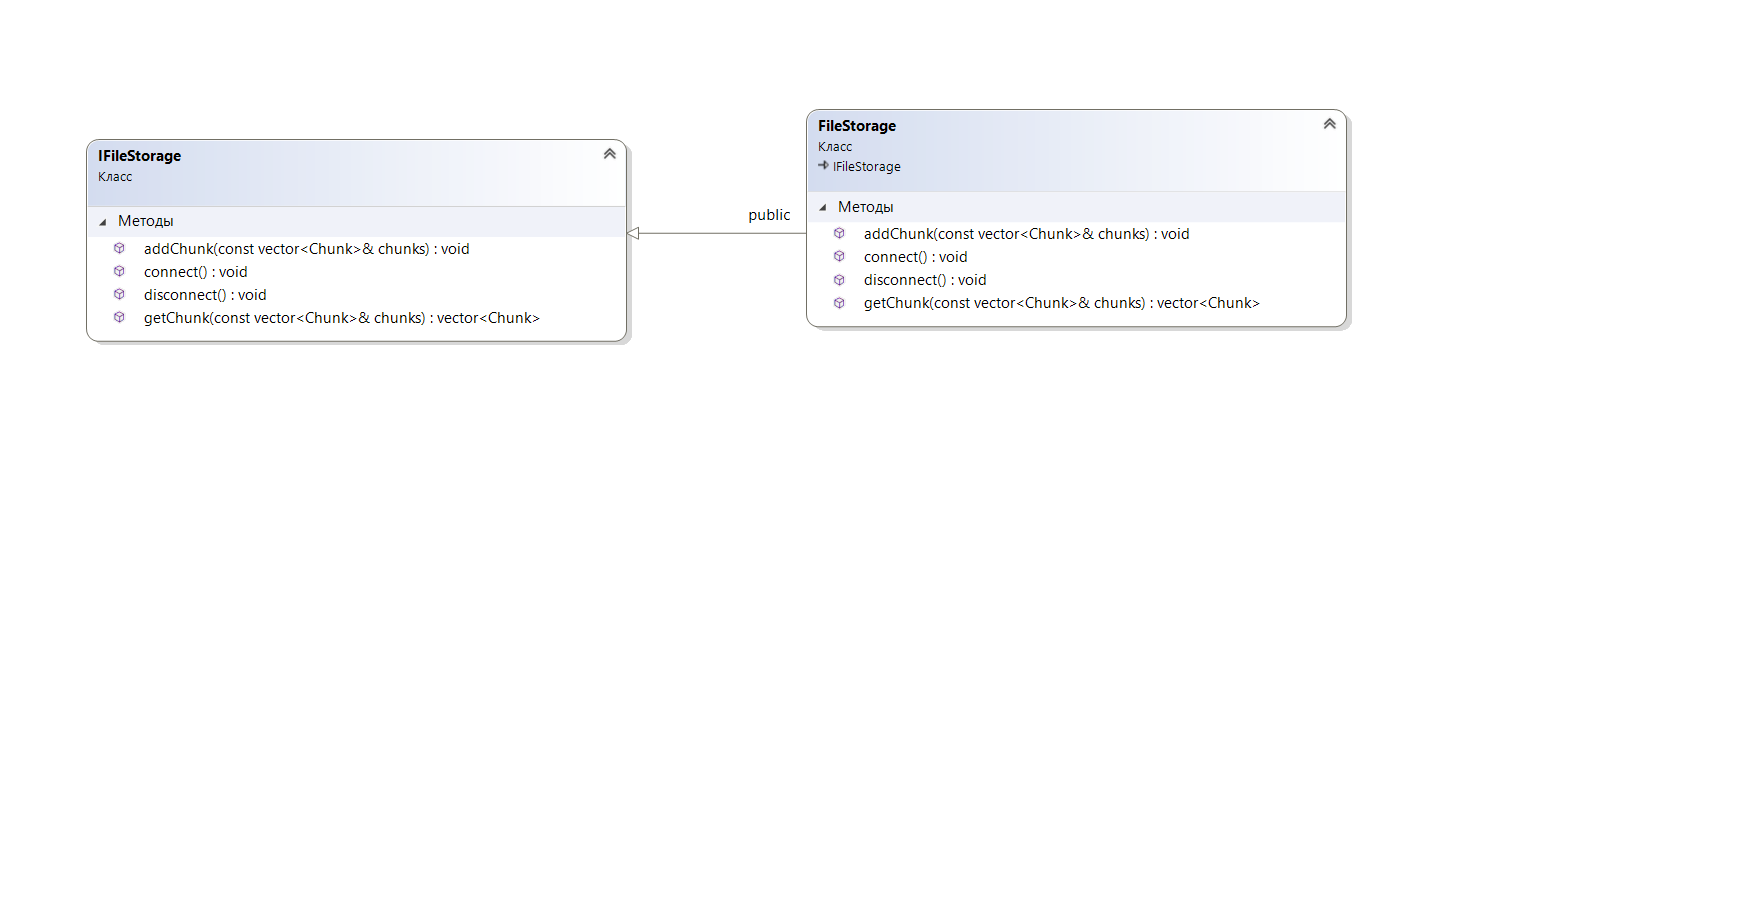 IFileStorage
Класс
Методы
addChunk(const vector<Chunk>& chunks) : void
connect() : void
disconnect() : void
getChunk(const vector<Chunk>& chunks) : vector<Chunk>
public
FileStorage
Класс
IFileStorage
Методы
addChunk(const vector<Chunk>& chunks) : void
connect() : void
disconnect() : void
getChunk(const vector<Chunk>& chunks) : vector<Chunk>